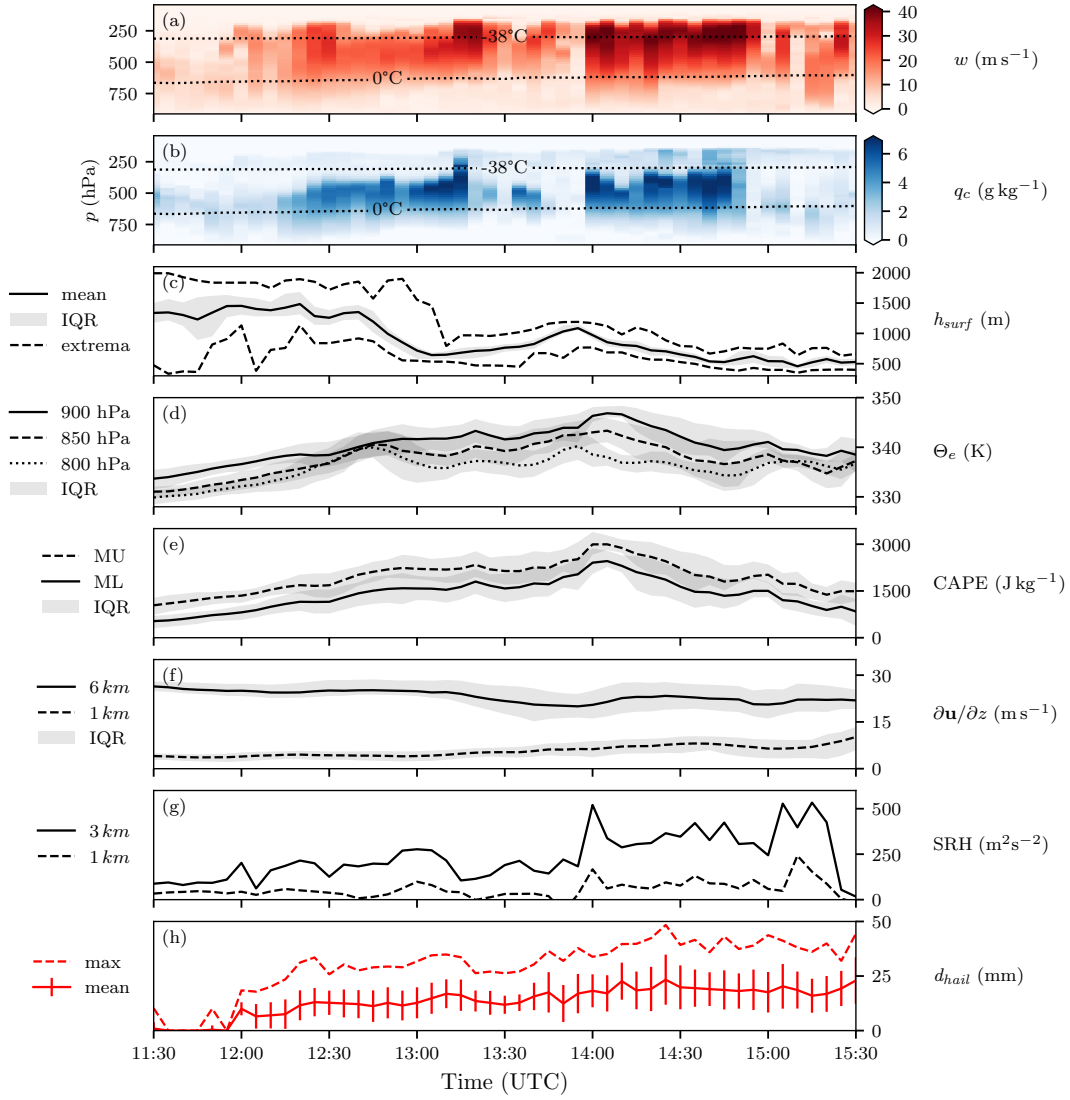 (a)
250
500
750
-38°C
0°C
40
30
20
10
0
w (m s⁻¹)
(b)
p (hPa)
250
500
750
-38°C
0°C
6
4
2
0
q_c (g kg⁻¹)
(c)
mean
IQR
extrema
2000
1500
1000
500
h_surf (m)
(d)
900 hPa
850 hPa
800 hPa
IQR
350
340
330
Θ_e (K)
(e)
MU
ML
IQR
3000
1500
0
CAPE (J kg⁻¹)
(f)
6 km
1 km
IQR
30
15
0
∂u/∂z (m s⁻¹)
(g)
3 km
1 km
500
250
0
SRH (m²s⁻²)
(h)
max
mean
50
25
0
d_hail (mm)
11:30 12:00 12:30 13:00 13:30 14:00 14:30 15:00 15:30
Time (UTC)